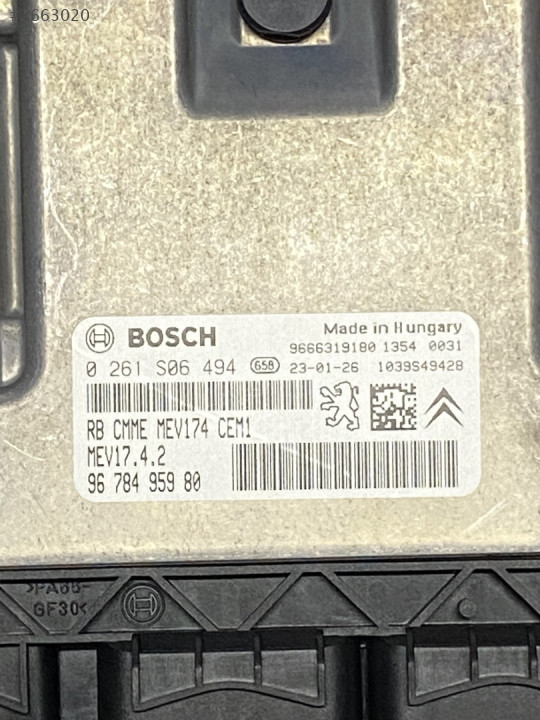 663020
BOSCH
Made in Hungary
9666319180 1354 0031
0 261 S06 494 658 23-01-26 1039S49428
RB CMME MEV174 CEM1
MEV17.4.2
96 784 959 80
>PA66-
GF30<